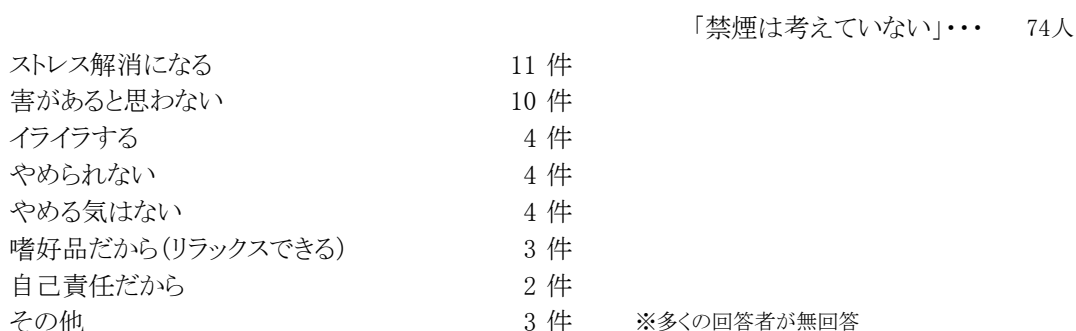 「禁煙は考えていない」･･･ 74人
ストレス解消になる 11 件
害があると思わない 10 件
イライラする 4 件
やめられない 4 件
やめる気はない 4 件
嗜好品だから(リラックスできる) 3 件
自己責任だから 2 件
その他 3 件 ※多くの回答者が無回答